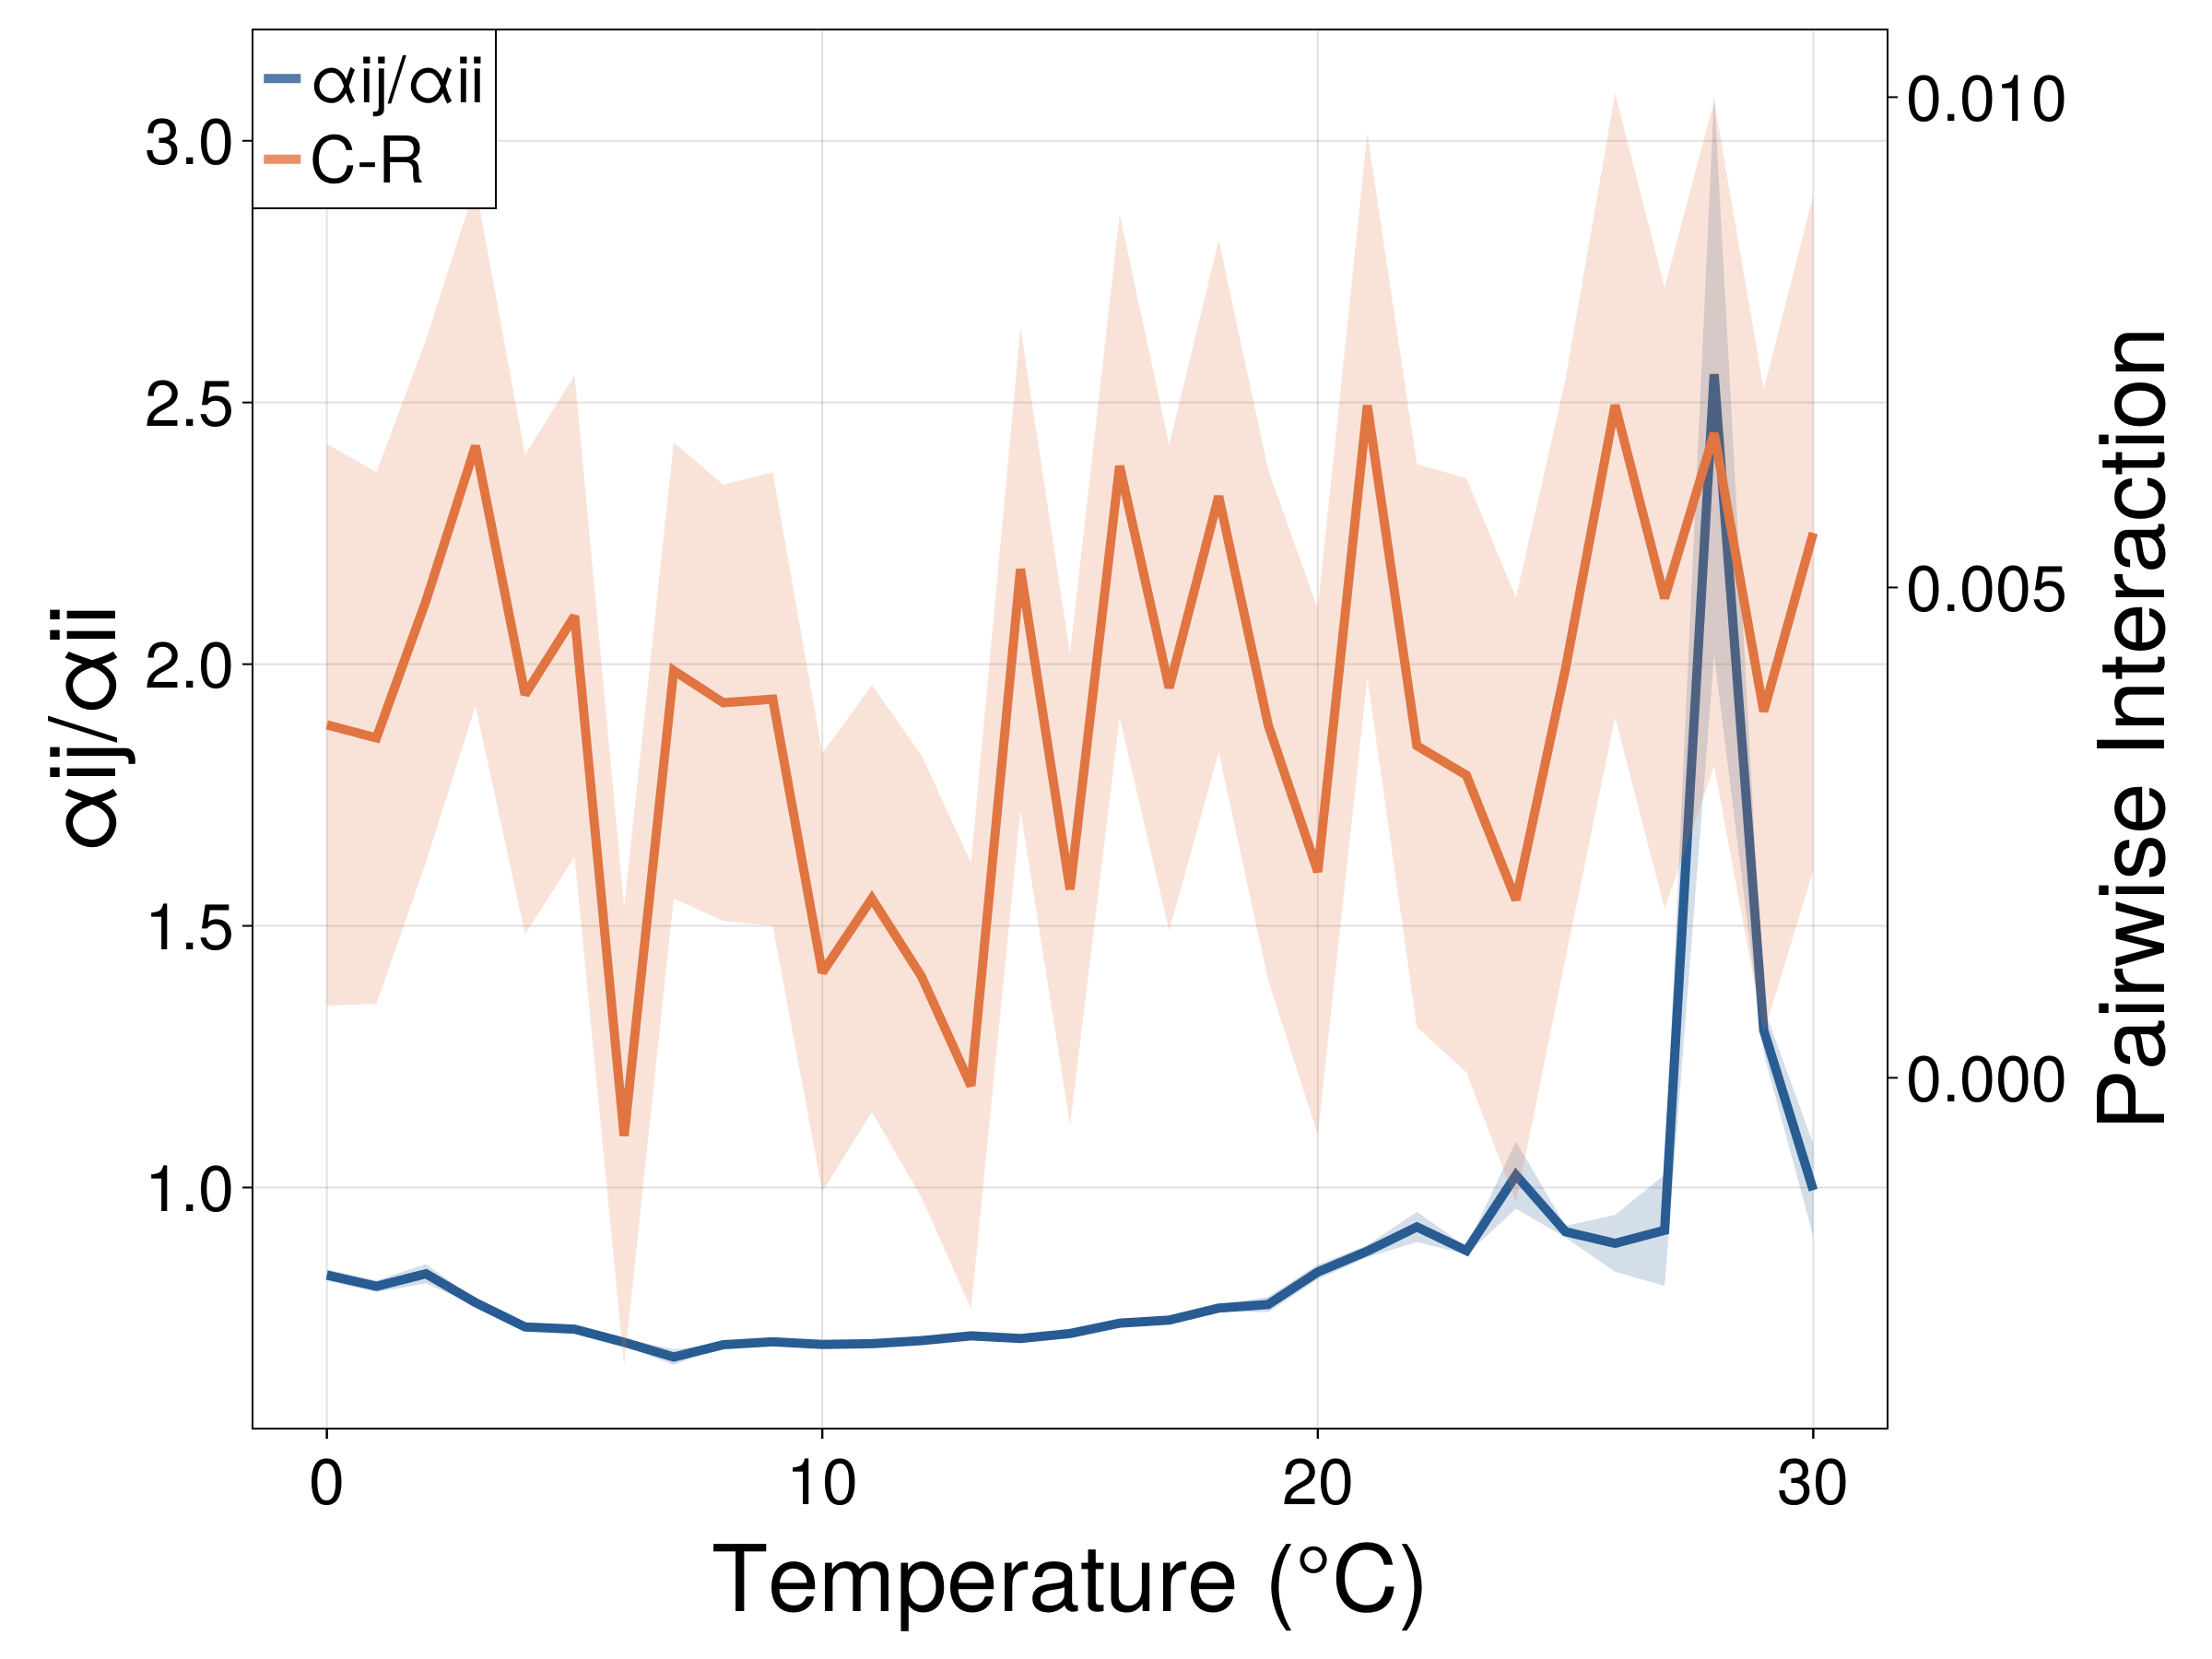 αij/αii
C-R
3.0
2.5
2.0
1.5
1.0
αij/αii
0.010
0.005
0.000
Pairwise Interaction
0 10 20 30
Temperature (°C)